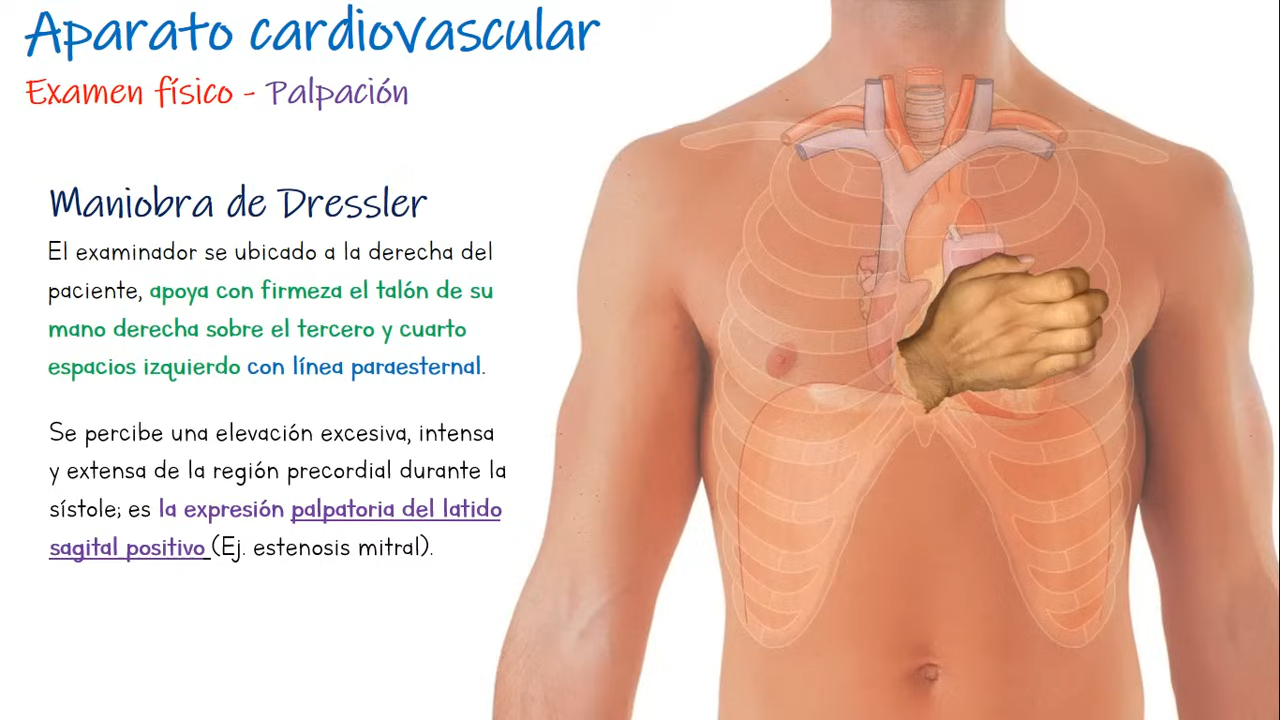 Aparato cardiovascular
Examen físico - Palpación
Maniobra de Dressler
El examinador se ubicado a la derecha del
paciente, apoya con firmeza el talón de su
mano derecha sobre el tercero y cuarto
espacios izquierdo con línea paraesternal.
Se percibe una elevación excesiva, intensa
y extensa de la región precordial durante la
sístole; es la expresión palpatoria del latido
sagital positivo (Ej. estenosis mitral).